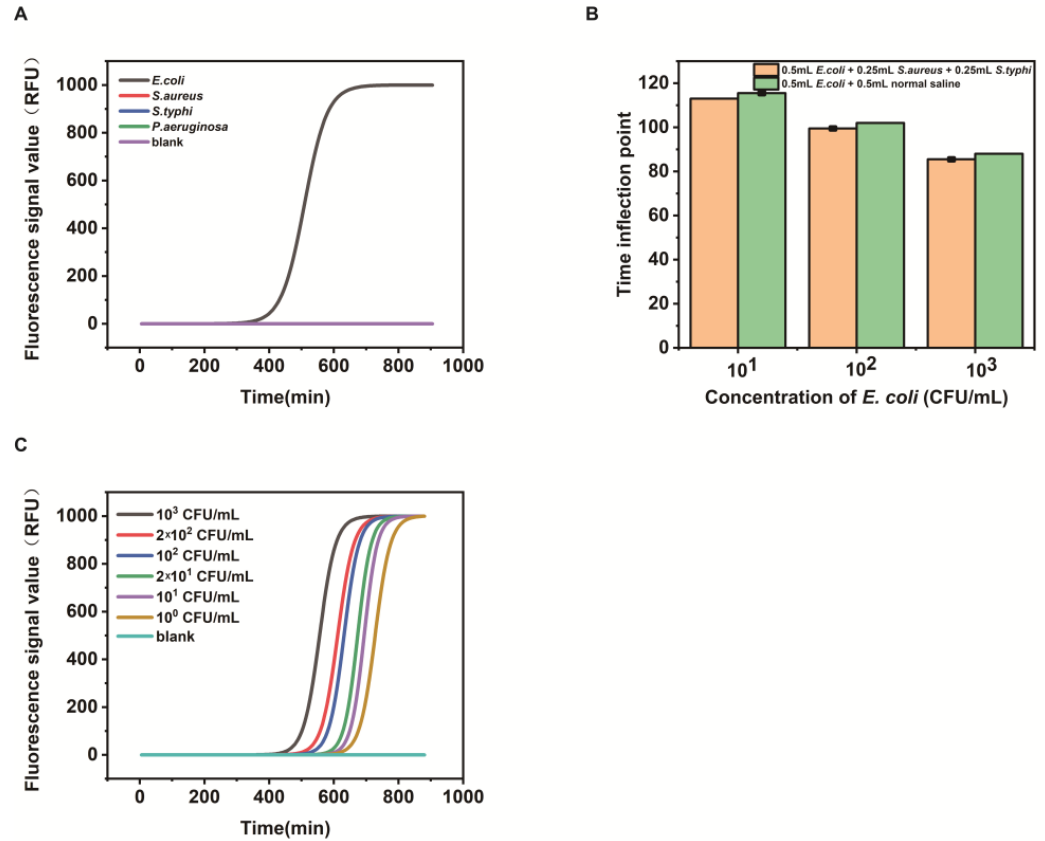 A
Fluorescence signal value（RFU）
1000
800
600
400
200
0
E.coli
S.aureus
S.typhi
P.aeruginosa
blank
0 200 400 600 800 1000
Time(min)
B
Time inflection point
120
100
80
60
40
20
0
0.5mL E.coli + 0.25mL S.aureus + 0.25mL S.typhi
0.5mL E.coli + 0.5mL normal saline
10¹ 10² 10³
Concentration of E. coli (CFU/mL)
C
Fluorescence signal value（RFU）
1000
800
600
400
200
0
10³ CFU/mL
2×10² CFU/mL
10² CFU/mL
2×10¹ CFU/mL
10¹ CFU/mL
10⁰ CFU/mL
blank
0 200 400 600 800 1000
Time(min)